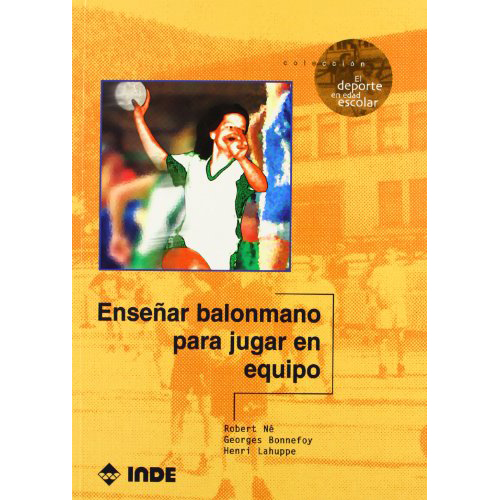 colección
El
deporte
en edad
escolar
Enseñar balonmano
para jugar en
equipo
Robert Nê
Georges Bonnefoy
Henri Lahuppe
INDE